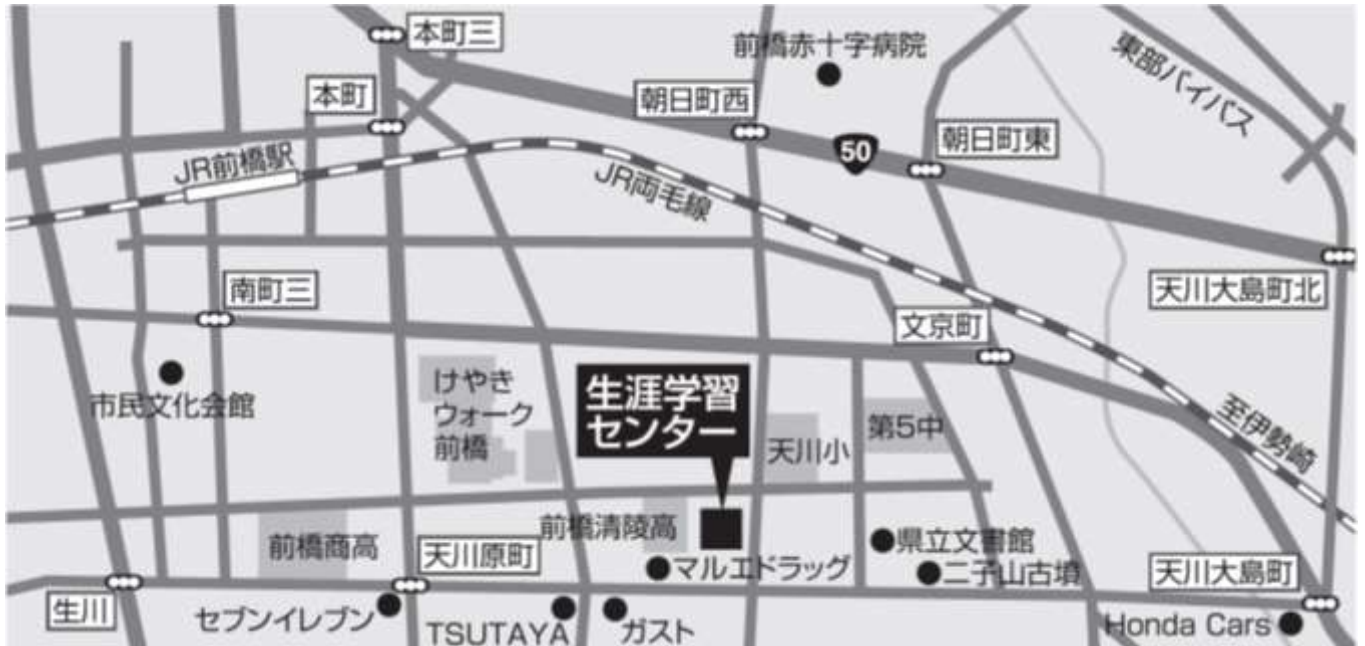 本町三
前橋赤十字病院
東部バイパス
本町
朝日町西
50
朝日町東
JR前橋駅
JR両毛線
南町三
天川大島町北
文京町
市民文化会館
けやき
ウォーク
前橋
生涯学習
センター
天川小
第5中
至伊勢崎
前橋商高
天川原町
前橋清陵高
マルエドラッグ
県立文書館
二子山古墳
天川大島町
生川
セブンイレブン
TSUTAYA
ガスト
Honda Cars